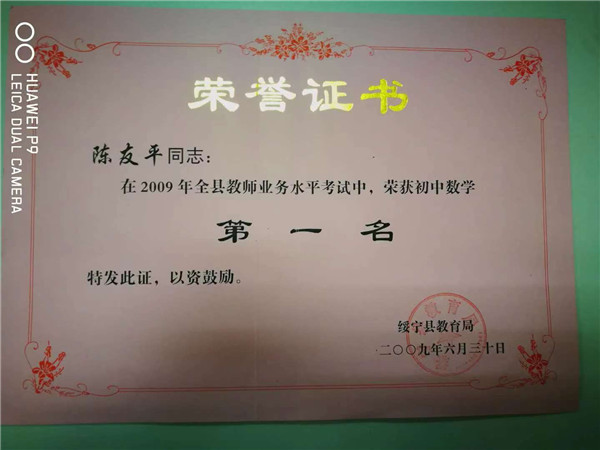 荣誉证书
陈友平同志：
在2009年全县教师业务水平考试中，荣获初中数学
第一名
特发此证，以资鼓励。
绥宁县教育局
二〇〇九年六月三十日
HUAWEI P9
LEICA DUAL CAMERA